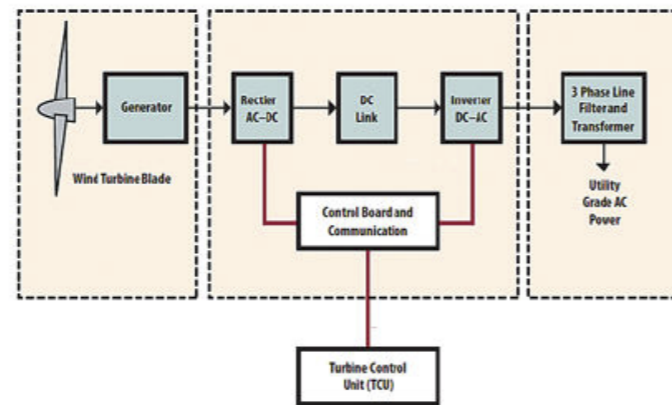 Generator
Rectier
AC–DC
DC
Link
Inverter
DC–AC
3 Phase Line
Filter and
Transformer
Wind Turbine Blade
Utility
Grade AC
Power
Control Board and
Communication
Turbine Control
Unit (TCU)